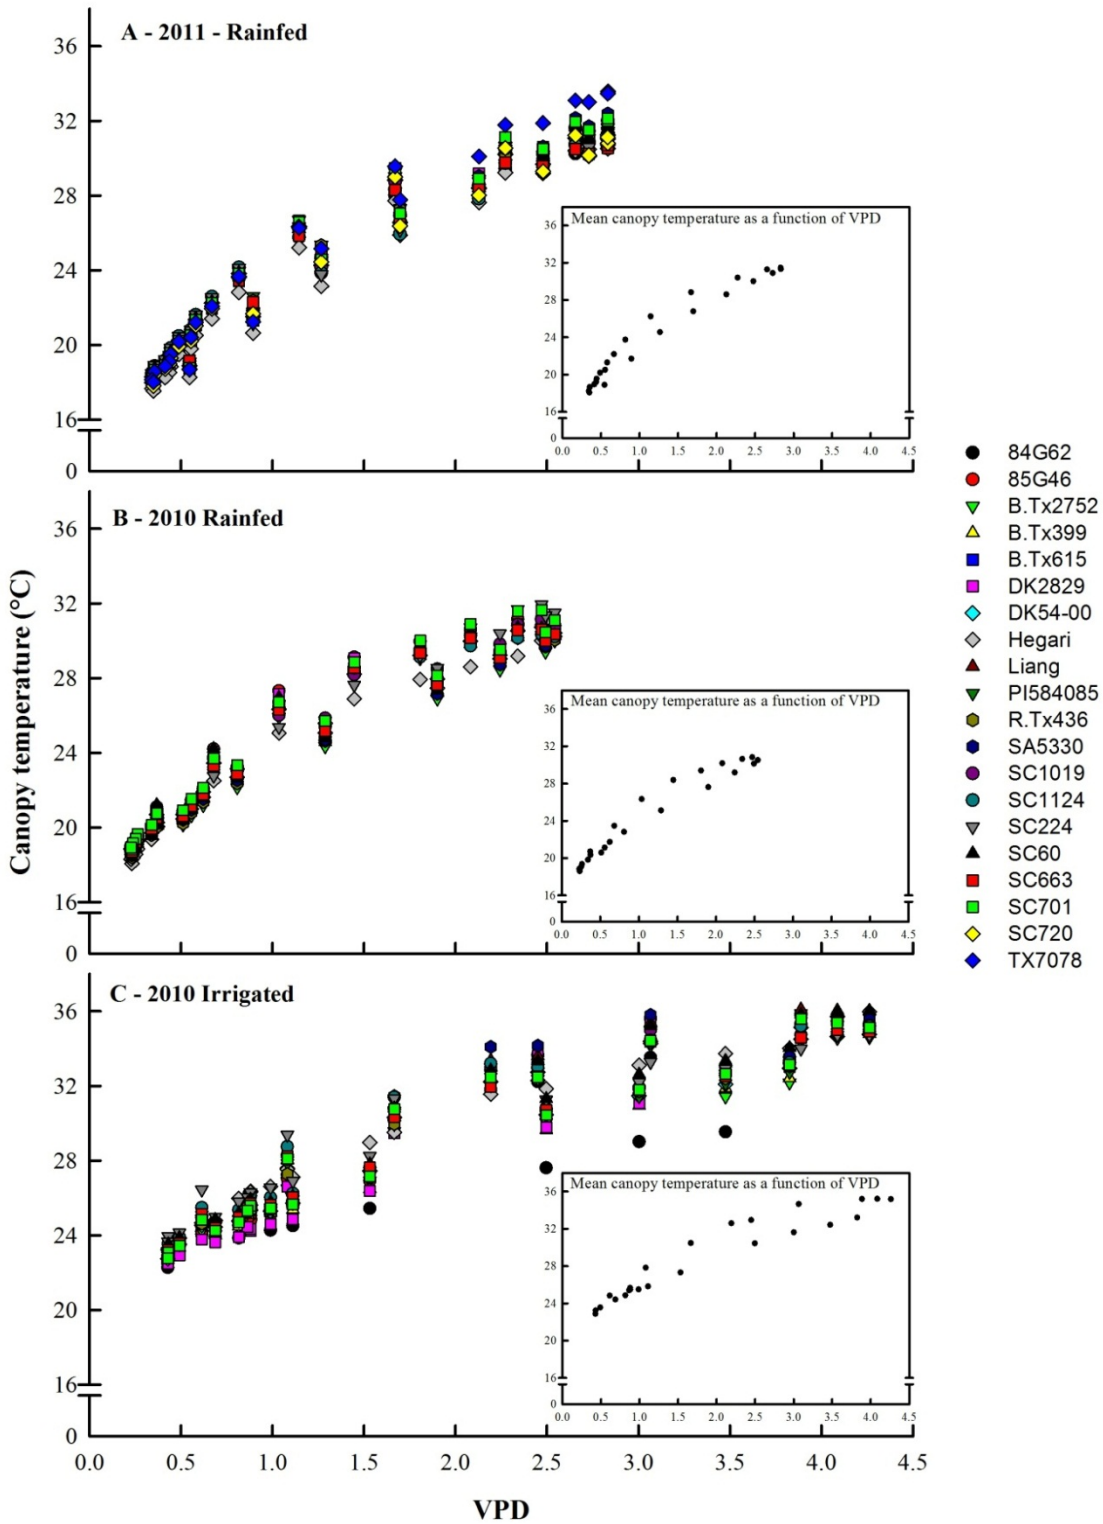 A - 2011 - Rainfed
36
32
28
24
20
16
0
Mean canopy temperature as a function of VPD
36
32
28
24
20
16
0
0.0 0.5 1.0 1.5 2.0 2.5 3.0 3.5 4.0 4.5
B - 2010 Rainfed
36
32
28
24
20
16
0
Mean canopy temperature as a function of VPD
36
32
28
24
20
16
0
0.0 0.5 1.0 1.5 2.0 2.5 3.0 3.5 4.0 4.5
Canopy temperature (°C)
C - 2010 Irrigated
36
32
28
24
20
16
0
Mean canopy temperature as a function of VPD
36
32
28
24
20
16
0
0.0 0.5 1.0 1.5 2.0 2.5 3.0 3.5 4.0 4.5
0.0 0.5 1.0 1.5 2.0 2.5 3.0 3.5 4.0 4.5
VPD
84G62
85G46
B.Tx2752
B.Tx399
B.Tx615
DK2829
DK54-00
Hegari
Liang
PI584085
R.Tx436
SA5330
SC1019
SC1124
SC224
SC60
SC663
SC701
SC720
TX7078